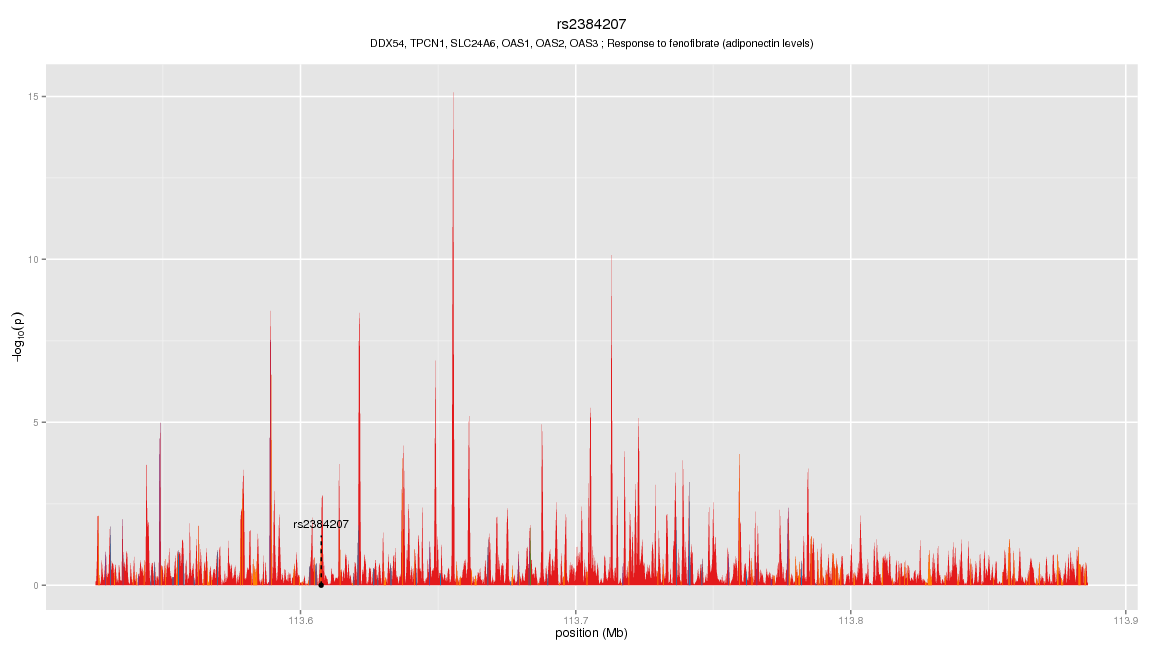 rs2384207
DDX54, TPCN1, SLC24A6, OAS1, OAS2, OAS3 ; Response to fenofibrate (adiponectin levels)
15
10
5
0
−log10(p)
rs2384207
113.6
113.7
113.8
113.9
position (Mb)